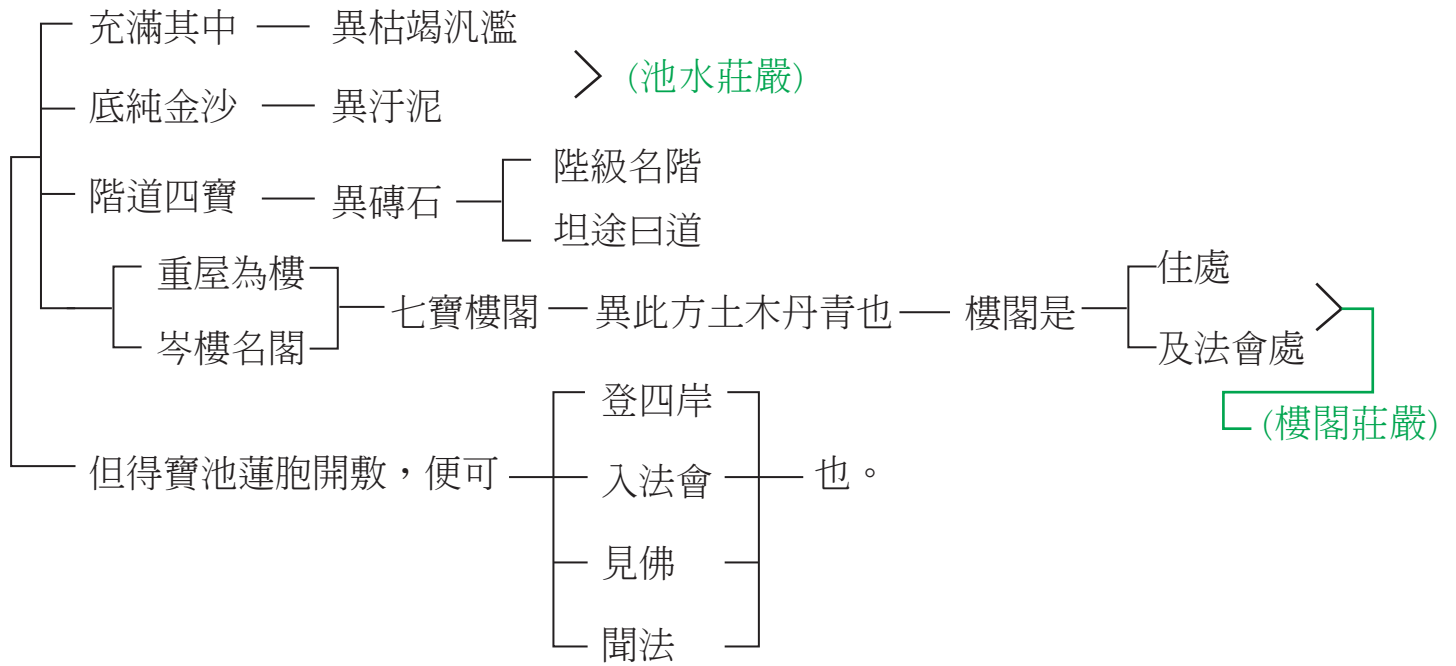 充滿其中 異枯竭汎濫
(池水莊嚴)
底純金沙 異汙泥
階道四寶 異磚石
陛級名階
坦途曰道
重屋為樓
岑樓名閣
七寶樓閣 異此方土木丹青也 樓閣是
住處
及法會處
(樓閣莊嚴)
但得寶池蓮胞開敷，便可
登四岸
入法會
見佛
聞法
也。